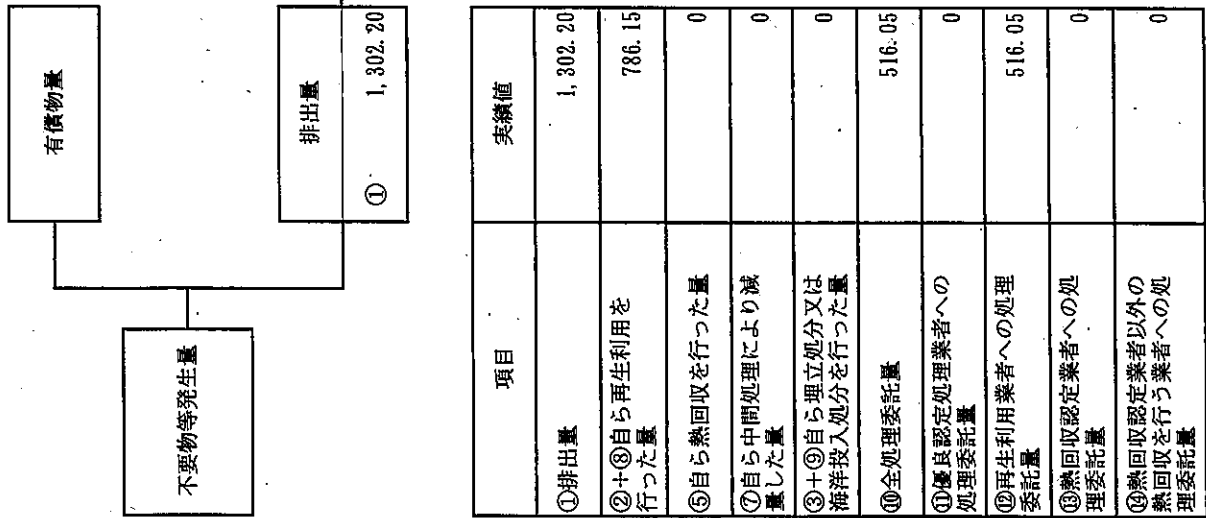 不要物等発生量
有償物量
排出量
① 1,302.20
項目 実績値
①排出量 1,302.20
②+⑧自ら再生利用を
行った量 786.15
⑤自ら熱回収を行った量 0
⑦自ら中間処理により減
量した量 0
③+⑨自ら埋立処分又は
海洋投入処分を行った量 0
⑩全処理委託量 516.05
⑪優良認定処理業者への
処理委託量 0
⑫再生利用業者への処理
委託量 516.05
⑬熱回収認定業者への処
理委託量 0
⑭熱回収認定業者以外の
熱回収を行う業者への処
理委託量 0